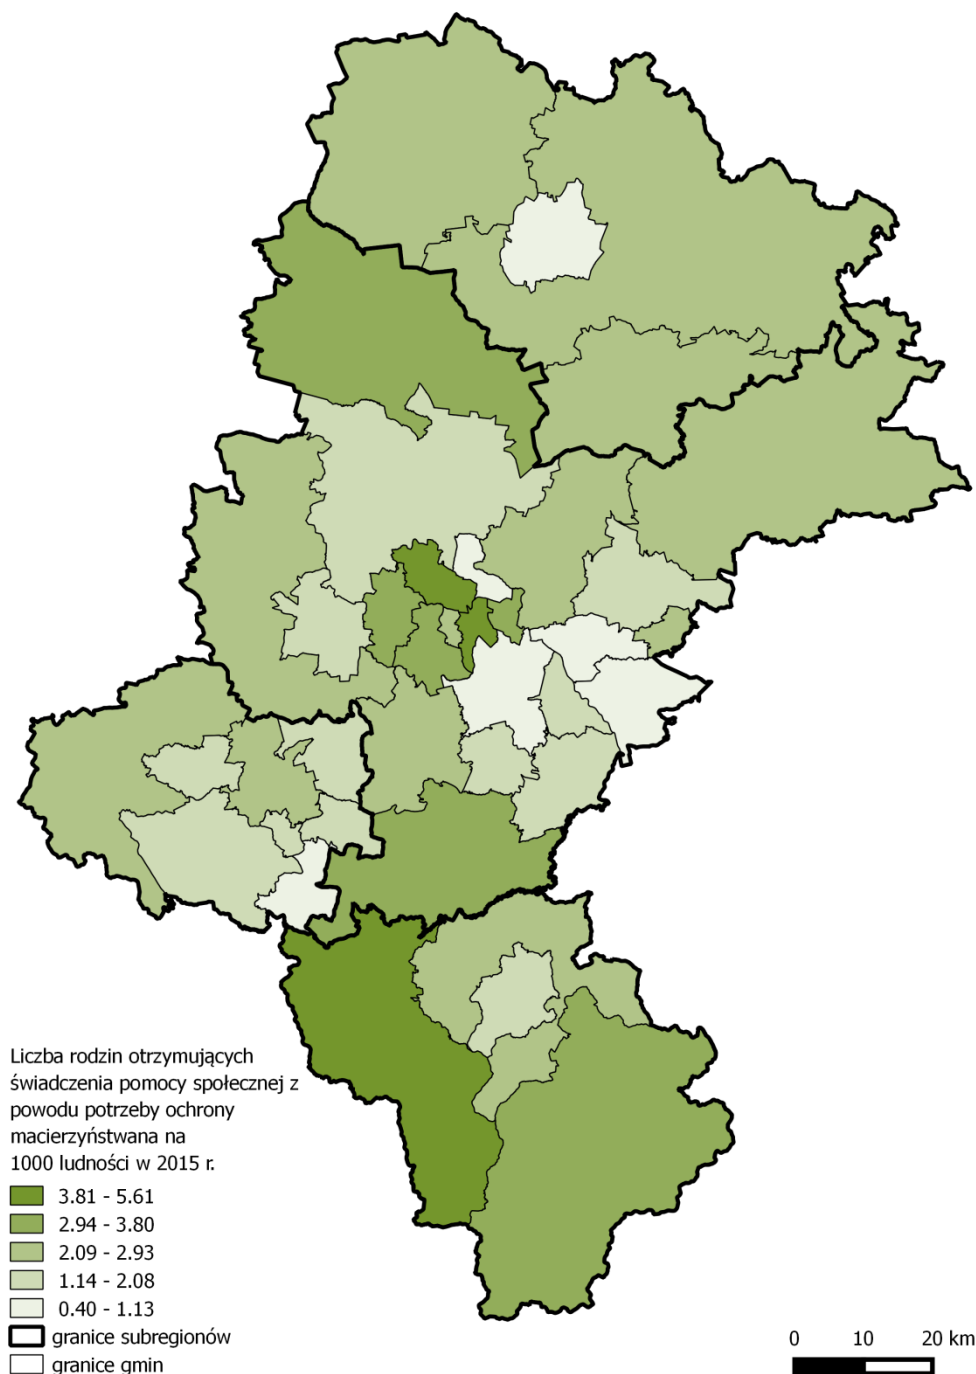 Liczba rodzin otrzymujących
świadczenia pomocy społecznej z
powodu potrzeby ochrony
macierzyństwana na
1000 ludności w 2015 r.
3.81 - 5.61
2.94 - 3.80
2.09 - 2.93
1.14 - 2.08
0.40 - 1.13
granice subregionów
granice gmin
0 10 20 km